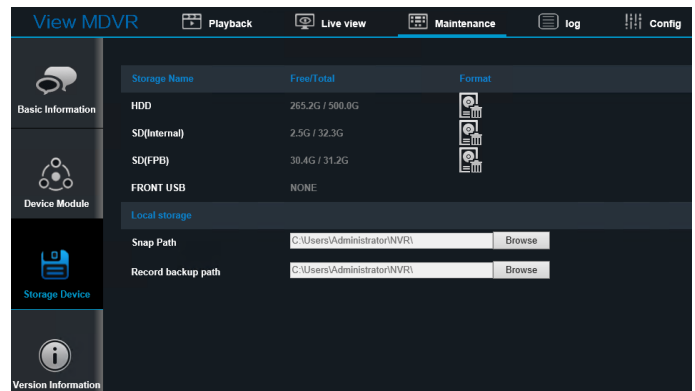 View MDVR Playback Live view Maintenance log Config
Storage Name Free/Total Format
Basic Information
HDD 265.2G / 500.0G
SD(Internal) 2.5G / 32.3G
SD(FPB) 30.4G / 31.2G
FRONT USB NONE
Device Module
Local storage
Snap Path C:\Users\Administrator\NVR\ Browse
Record backup path C:\Users\Administrator\NVR\ Browse
Storage Device
Version Information